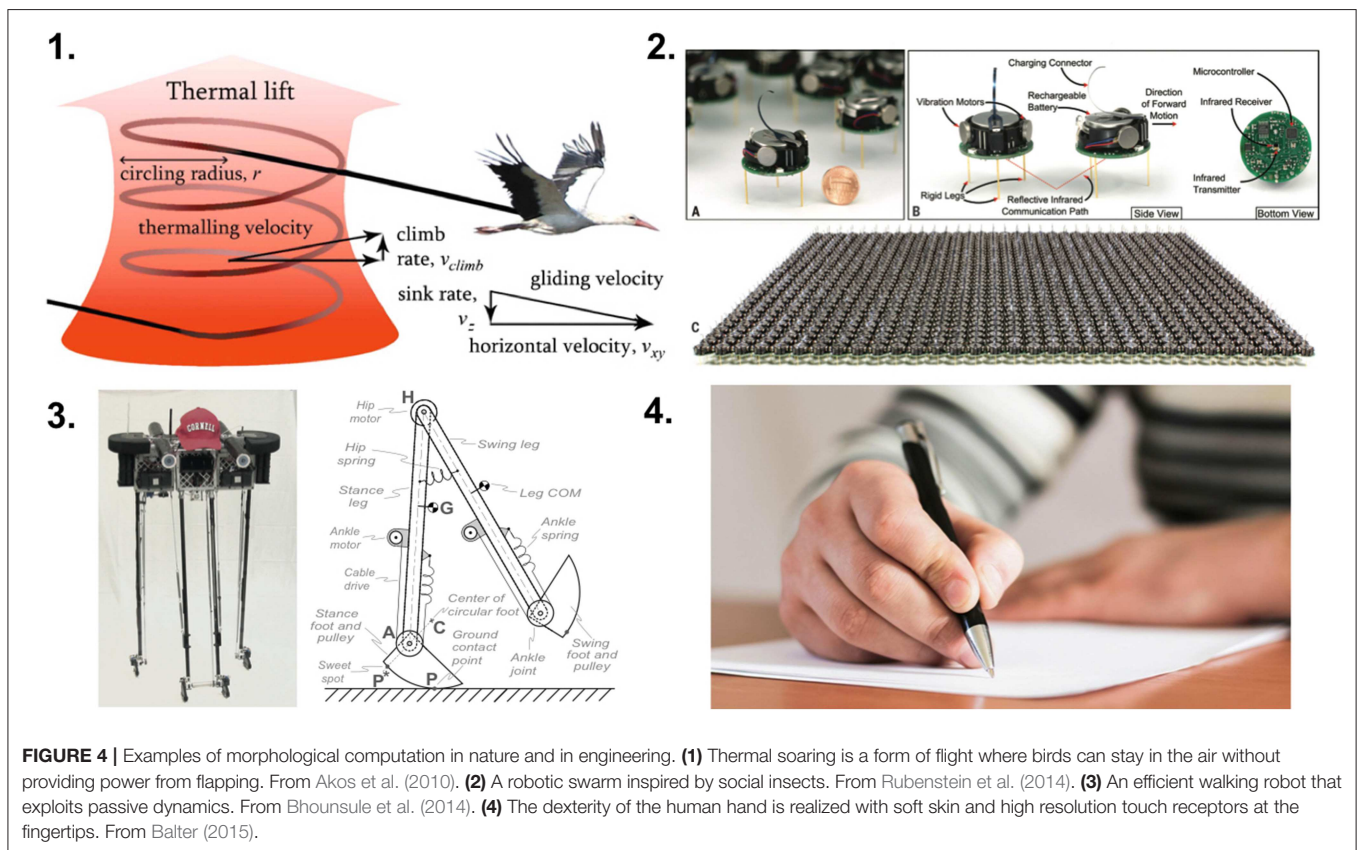 1.
Thermal lift
circling radius, r
thermalling velocity
climb
rate, v_climb
gliding velocity
sink rate,
v_z
horizontal velocity, v_xy
2.
A
Charging Connector
Vibration Motors
Rechargeable
Battery
Direction
of Forward
Motion
Rigid Legs
Reflective Infrared
Communication Path
B
Side View
Microcontroller
Infrared Receiver
Infrared
Transmitter
Bottom View
C
3.
CORNELL
H
Hip
motor
Swing leg
Hip
spring
Stance
leg
Leg COM
G
Ankle
motor
Ankle
spring
Cable
drive
Center of
circular foot
Stance
foot and
pulley
A
C
Ground
contact
point
Sweet
spot
P*
P
Ankle
joint
Swing
foot and
pulley
4.
FIGURE 4 | Examples of morphological computation in nature and in engineering. (1) Thermal soaring is a form of flight where birds can stay in the air without
providing power from flapping. From Akos et al. (2010). (2) A robotic swarm inspired by social insects. From Rubenstein et al. (2014). (3) An efficient walking robot that
exploits passive dynamics. From Bhounsule et al. (2014). (4) The dexterity of the human hand is realized with soft skin and high resolution touch receptors at the
fingertips. From Balter (2015).